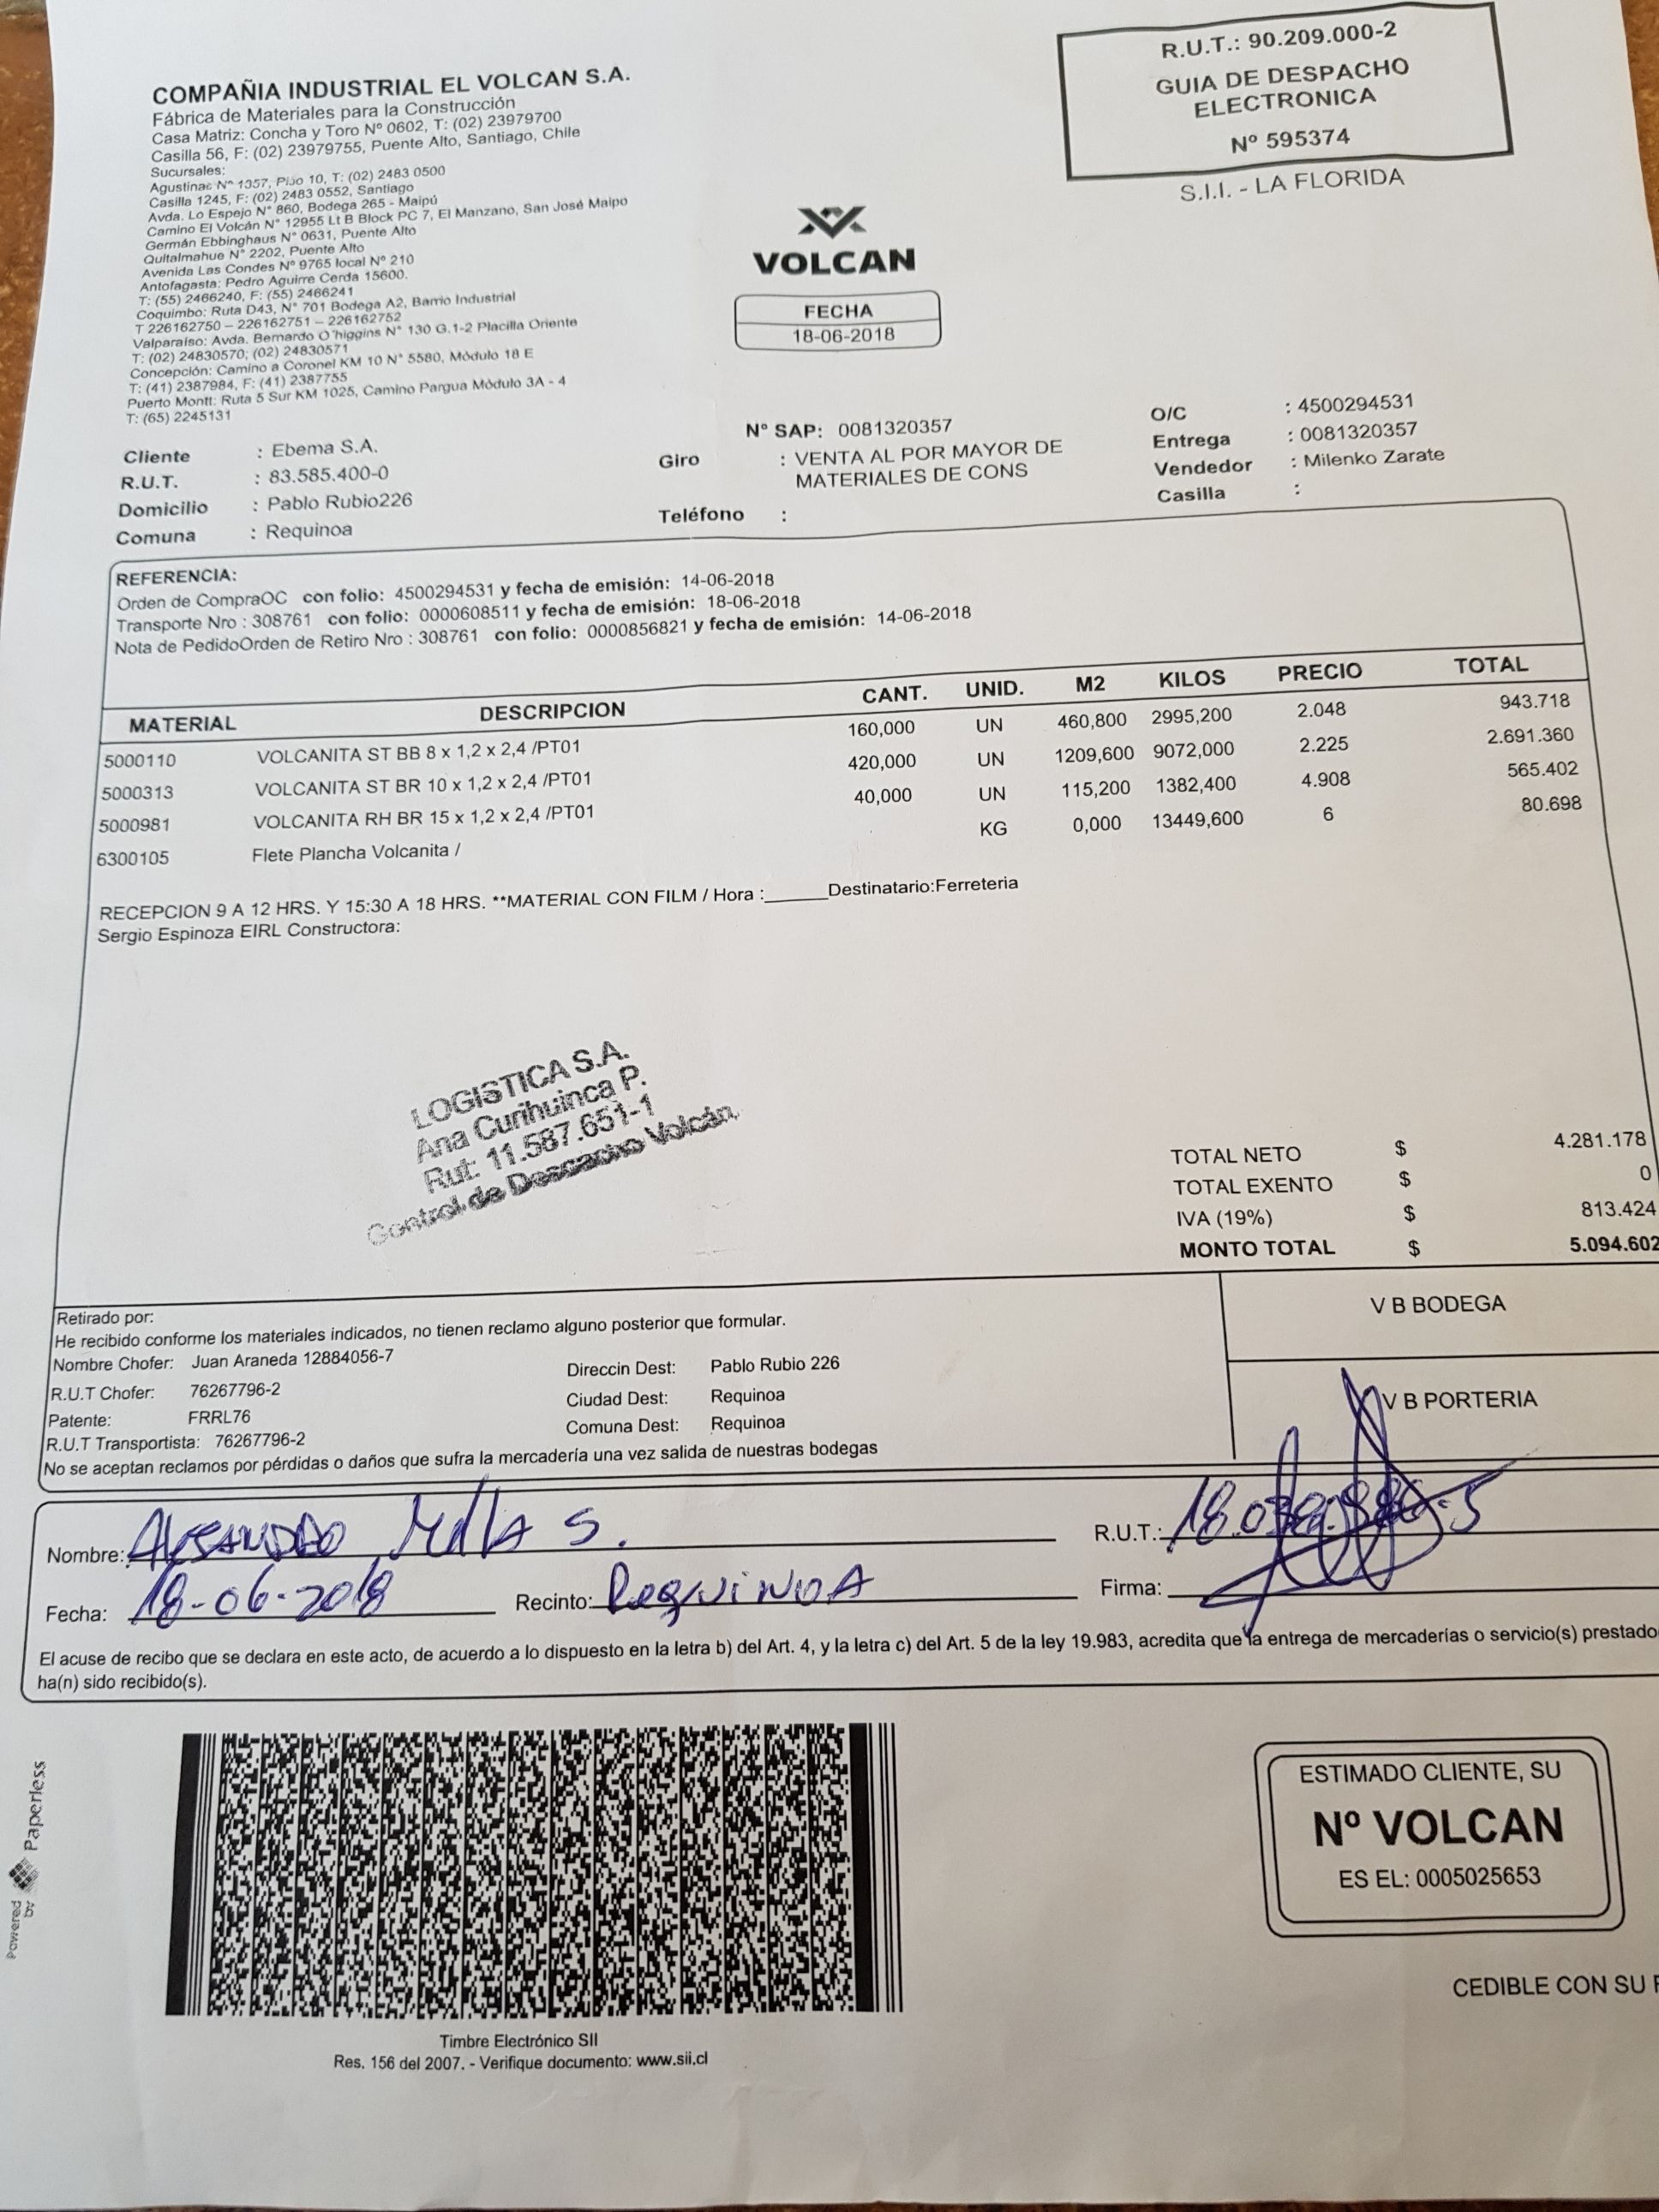 COMPAÑIA INDUSTRIAL EL VOLCAN S.A.
Fábrica de Materiales para la Construcción
Casa Matriz: Concha y Toro Nº 0602, T: (02) 23979700
Casilla 56, F: (02) 23979755, Puente Alto, Santiago, Chile
Sucursales:
Agustinas Nº 1357, Piso 10, T: (02) 2483 0500
Casilla 1245, F: (02) 2483 0552, Santiago
Avda. Lo Espejo N° 860, Bodega 265 - Maipú
Camino El Volcán N° 12955 Lt B Block PC 7, El Manzano, San José Maipo
Germán Ebbinghaus N° 0631, Puente Alto
Quitalmahue N° 2202, Puente Alto
Avenida Las Condes Nº 9765 local Nº 210
Antofagasta: Pedro Aguirre Cerda 15600.
T: (55) 2466240, F: (55) 2466241
Coquimbo: Ruta D43, N° 701 Bodega A2, Barrio Industrial
T 226162750 – 226162751 – 226162752
Valparaíso: Avda. Bernardo O´higgins N° 130 G.1-2 Placilla Oriente
T: (02) 24830570; (02) 24830571
Concepción: Camino a Coronel KM 10 N° 5580, Módulo 18 E
T: (41) 2387984, F: (41) 2387755
Puerto Montt: Ruta 5 Sur KM 1025, Camino Pargua Módulo 3A - 4
T: (65) 2245131
R.U.T.: 90.209.000-2
GUIA DE DESPACHO
ELECTRONICA
Nº 595374
S.I.I. - LA FLORIDA
VOLCAN
FECHA
18-06-2018
Cliente : Ebema S.A.
R.U.T. : 83.585.400-0
Domicilio : Pablo Rubio226
Comuna : Requinoa
N° SAP: 0081320357
Giro : VENTA AL POR MAYOR DE
MATERIALES DE CONS
Teléfono :
O/C : 4500294531
Entrega : 0081320357
Vendedor : Milenko Zarate
Casilla :
REFERENCIA:
Orden de CompraOC con folio: 4500294531 y fecha de emisión: 14-06-2018
Transporte Nro : 308761 con folio: 0000608511 y fecha de emisión: 18-06-2018
Nota de PedidoOrden de Retiro Nro : 308761 con folio: 0000856821 y fecha de emisión: 14-06-2018
MATERIAL DESCRIPCION CANT. UNID. M2 KILOS PRECIO TOTAL
5000110 VOLCANITA ST BB 8 x 1,2 x 2,4 /PT01 160,000 UN 460,800 2995,200 2.048 943.718
5000313 VOLCANITA ST BR 10 x 1,2 x 2,4 /PT01 420,000 UN 1209,600 9072,000 2.225 2.691.360
5000981 VOLCANITA RH BR 15 x 1,2 x 2,4 /PT01 40,000 UN 115,200 1382,400 4.908 565.402
6300105 Flete Plancha Volcanita / KG 0,000 13449,600 6 80.698
RECEPCION 9 A 12 HRS. Y 15:30 A 18 HRS. **MATERIAL CON FILM / Hora :______Destinatario:Ferreteria
Sergio Espinoza EIRL Constructora:
LOGISTICA S.A.
Ana Curihuinca P.
Rut: 11.587.651-1
Control de Despacho Volcán
TOTAL NETO $ 4.281.178
TOTAL EXENTO $ 0
IVA (19%) $ 813.424
MONTO TOTAL $ 5.094.602
Retirado por:
He recibido conforme los materiales indicados, no tienen reclamo alguno posterior que formular.
Nombre Chofer: Juan Araneda 12884056-7
R.U.T Chofer: 76267796-2
Patente: FRRL76
R.U.T Transportista: 76267796-2
Direccin Dest: Pablo Rubio 226
Ciudad Dest: Requinoa
Comuna Dest: Requinoa
No se aceptan reclamos por pérdidas o daños que sufra la mercadería una vez salida de nuestras bodegas
V B BODEGA
V B PORTERIA
Nombre: S.
R.U.T.:
Fecha: 18-06-2018 Recinto: REQUINOA Firma:
El acuse de recibo que se declara en este acto, de acuerdo a lo dispuesto en la letra b) del Art. 4, y la letra c) del Art. 5 de la ley 19.983, acredita que la entrega de mercaderías o servicio(s) prestado
ha(n) sido recibido(s).
Powered by Paperless
Timbre Electrónico SII
Res. 156 del 2007. - Verifique documento: www.sii.cl
ESTIMADO CLIENTE, SU
Nº VOLCAN
ES EL: 0005025653
CEDIBLE CON SU